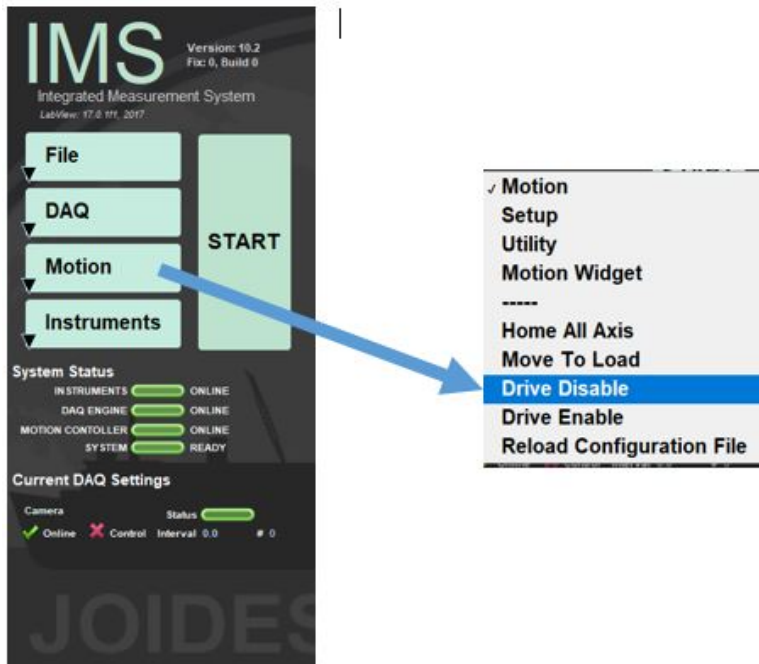 IMS
Version: 10.2
Fix: 0, Build 0
Integrated Measurement System
LabView: 17.0.1f1, 2017
File
DAQ
Motion
Instruments
START
System Status
INSTRUMENTS ONLINE
DAQ ENGINE ONLINE
MOTION CONTOLLER ONLINE
SYSTEM READY
Current DAQ Settings
Camera Status
Online Control Interval 0.0 # 0
JOIDES
✓ Motion
Setup
Utility
Motion Widget
-----
Home All Axis
Move To Load
Drive Disable
Drive Enable
Reload Configuration File